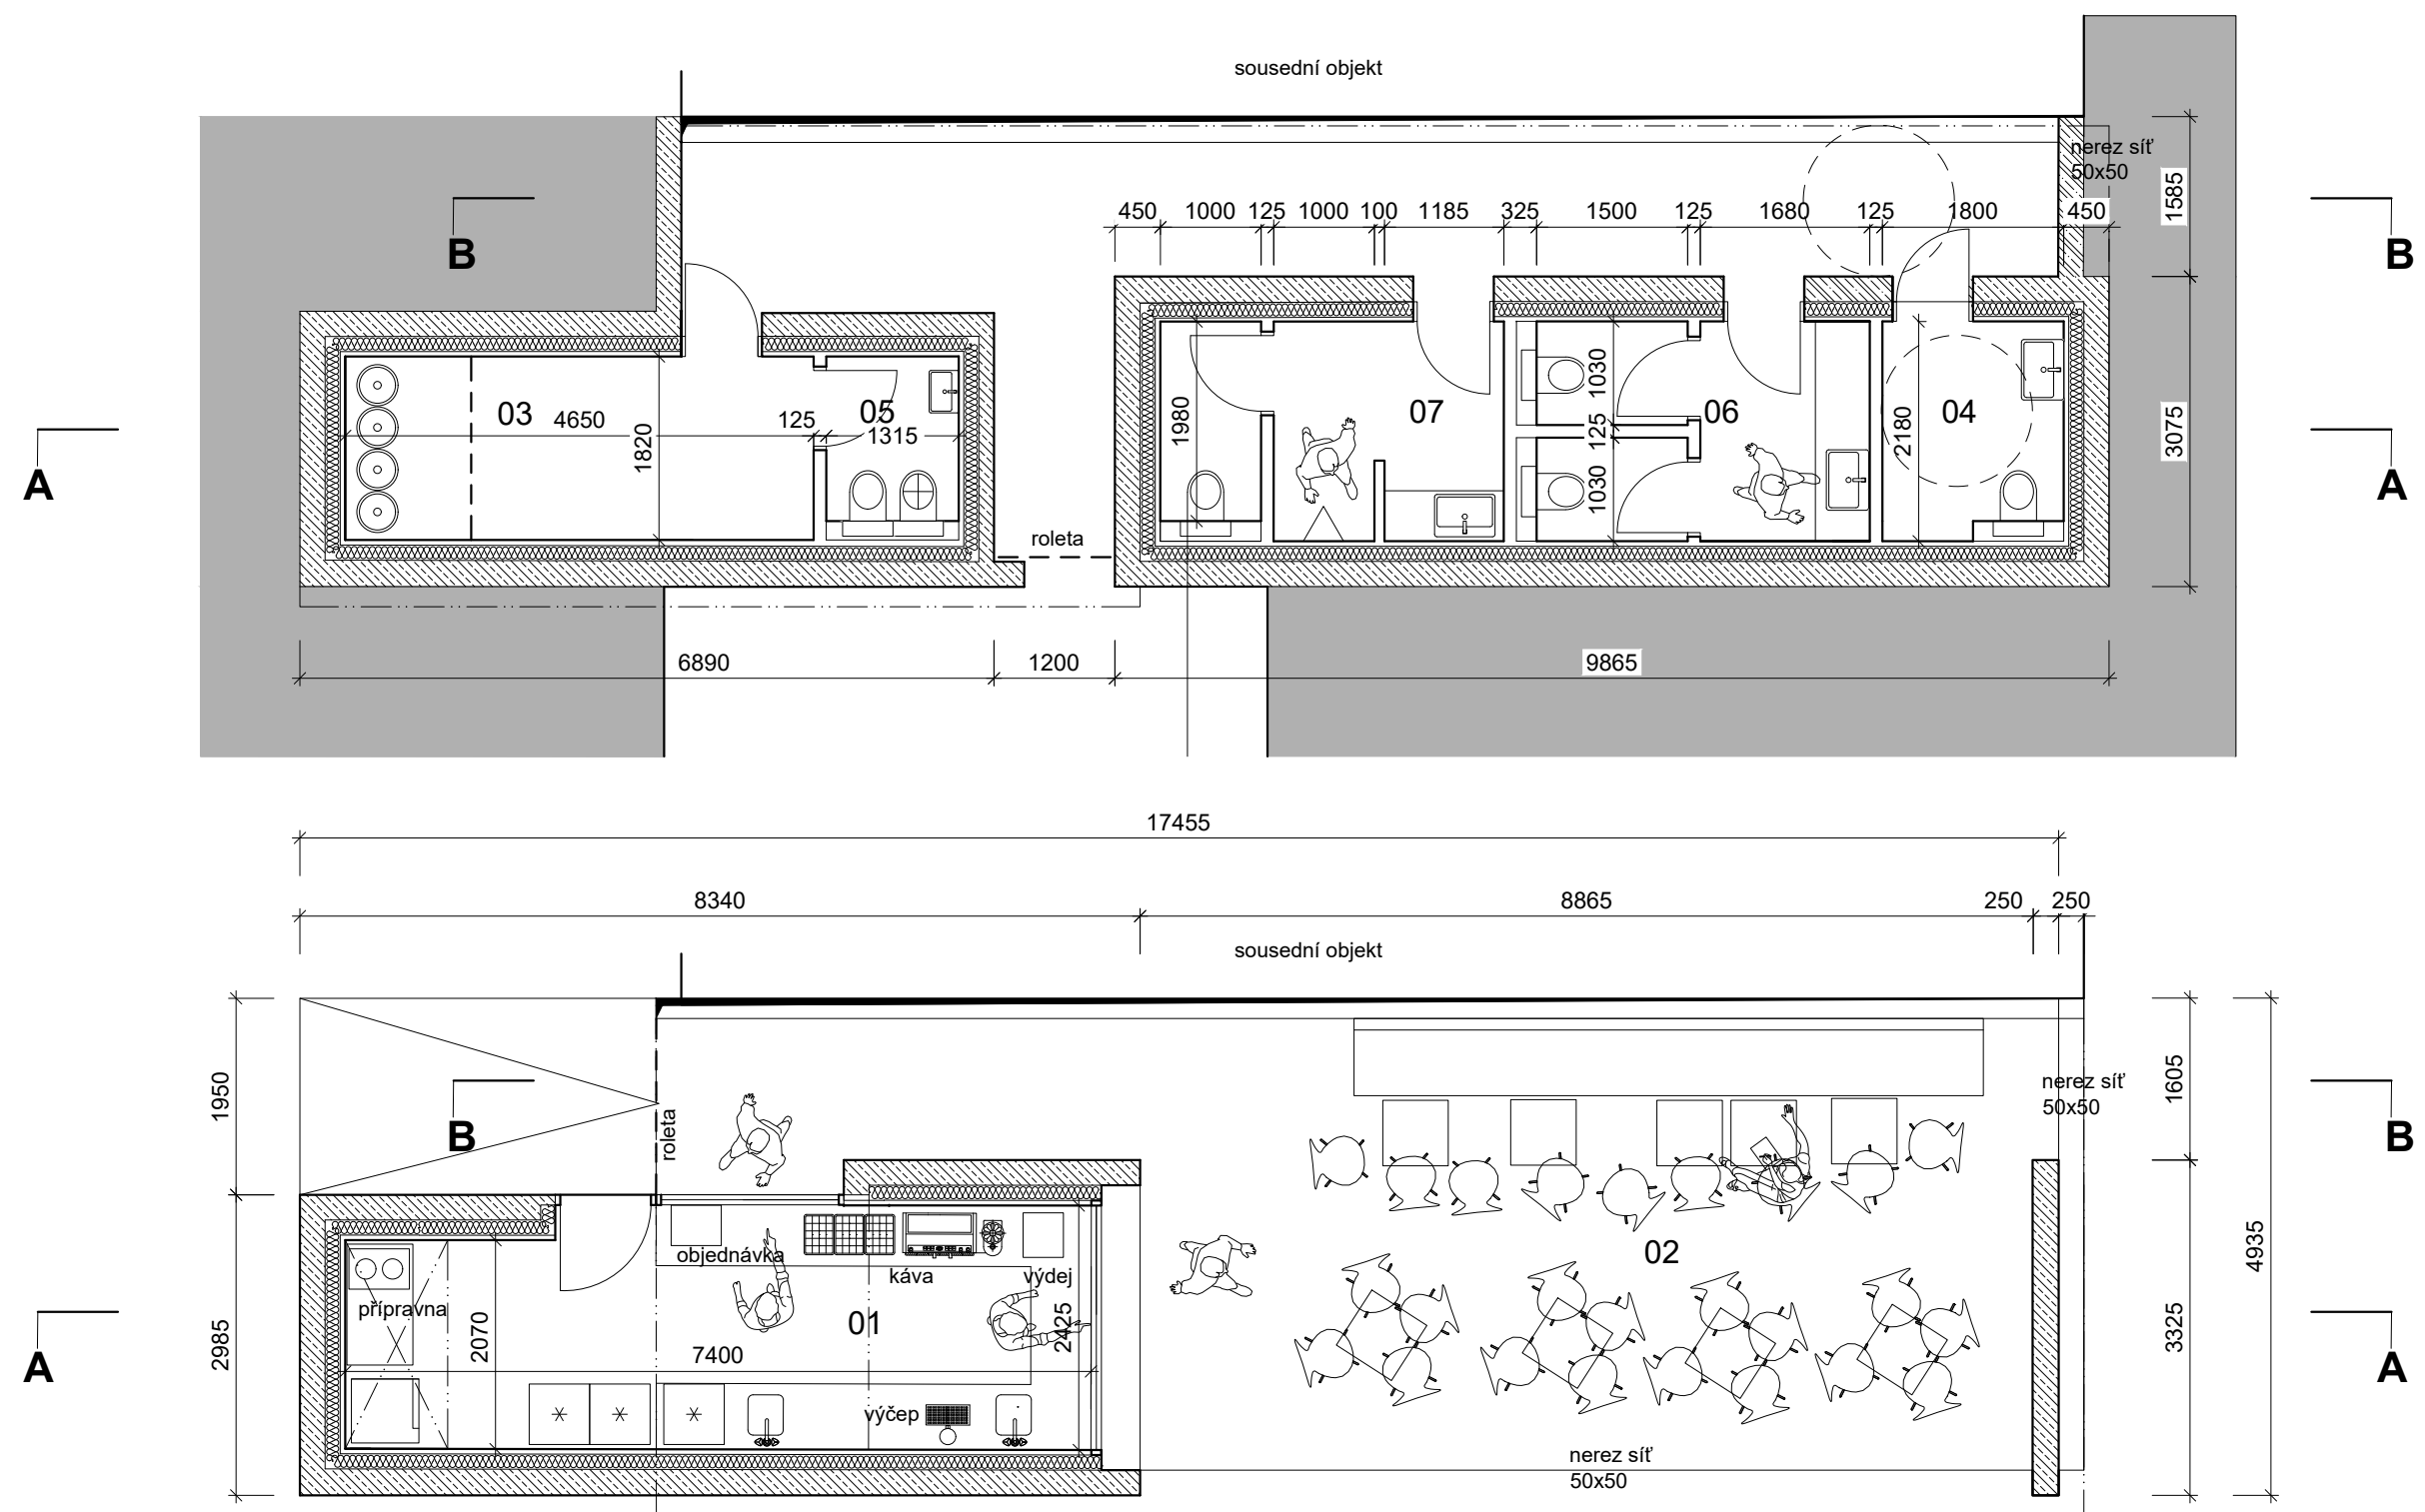 sousední objekt
nerez síť
50x50
1585
450 1000 125 1000 100 1185 325 1500 125 1680 125 1800 450
B
B
03
4650
1820
125
05
1315
1980
07
1030
125
1030
06
2180
04
3075
A
A
roleta
6890
1200
9865
17455
8340
8865
250
250
sousední objekt
1950
B
roleta
nerez síť
50x50
1605
B
4935
objednávka
káva
výdej
02
přípravna
01
2070
7400
2425
2985
3325
A
A
výčep
nerez síť
50x50